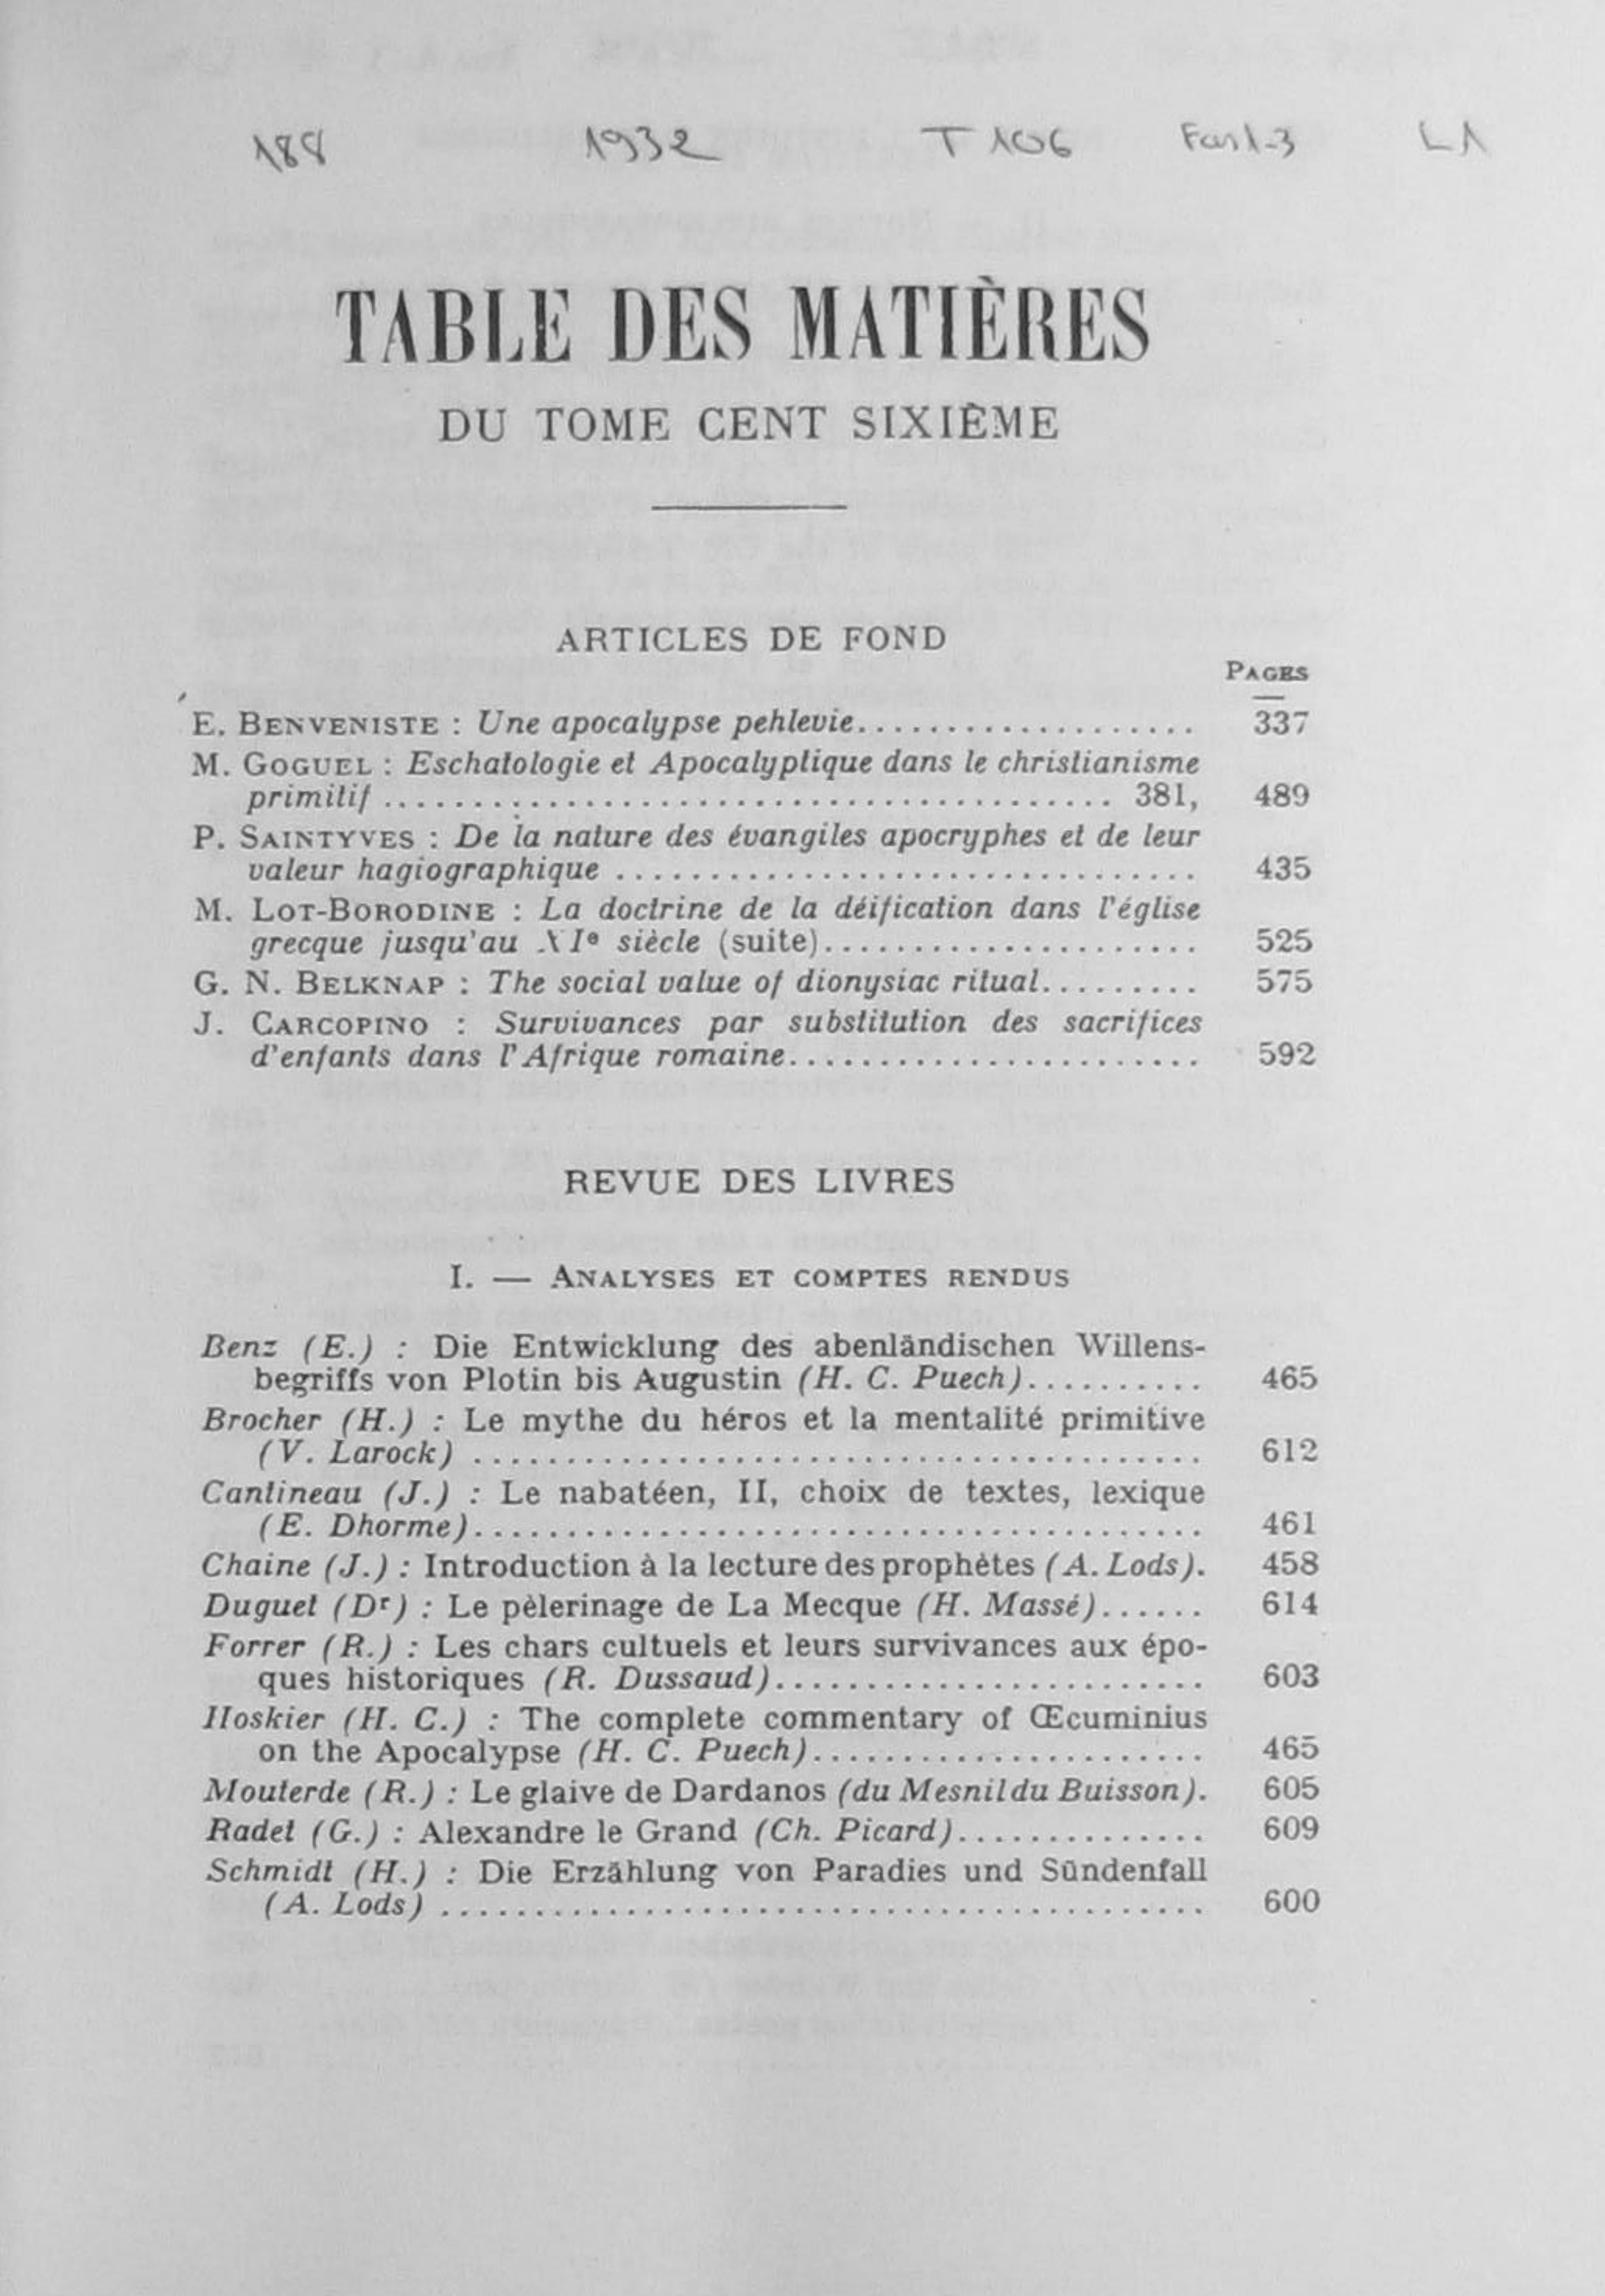 188 1932 T 106 Fasc 1-3 L1
TABLE DES MATIÈRES
DU TOME CENT SIXIÈME
ARTICLES DE FOND
PAGES
E. BENVENISTE : Une apocalypse pehlevie.................... 337
M. GOGUEL : Eschatologie et Apocalyptique dans le christianisme
primitif ........................................ 381, 489
P. SAINTYVES : De la nature des évangiles apocryphes et de leur
valeur hagiographique ................................ 435
M. LOT-BORODINE : La doctrine de la déification dans l'église
grecque jusqu'au XIe siècle (suite)..................... 525
G. N. BELKNAP : The social value of dionysiac ritual......... 575
J. CARCOPINO : Survivances par substitution des sacrifices
d'enfants dans l'Afrique romaine....................... 592
REVUE DES LIVRES
I. — ANALYSES ET COMPTES RENDUS
Benz (E.) : Die Entwicklung des abenländischen Willens-
begriffs von Plotin bis Augustin (H. C. Puech).......... 465
Brocher (H.) : Le mythe du héros et la mentalité primitive
(V. Larock) ........................................ 612
Cantineau (J.) : Le nabatéen, II, choix de textes, lexique
(E. Dhorme)........................................ 461
Chaine (J.) : Introduction à la lecture des prophètes (A. Lods). 458
Duguet (Dr) : Le pèlerinage de La Mecque (H. Massé)...... 614
Forrer (R.) : Les chars cultuels et leurs survivances aux épo-
ques historiques (R. Dussaud)........................ 603
Hoskier (H. C.) : The complete commentary of Œcuminius
on the Apocalypse (H. C. Puech)...................... 465
Mouterde (R.) : Le glaive de Dardanos (du Mesnil du Buisson). 605
Radet (G.) : Alexandre le Grand (Ch. Picard).............. 609
Schmidt (H.) : Die Erzählung von Paradies und Sündenfall
(A. Lods) .......................................... 600